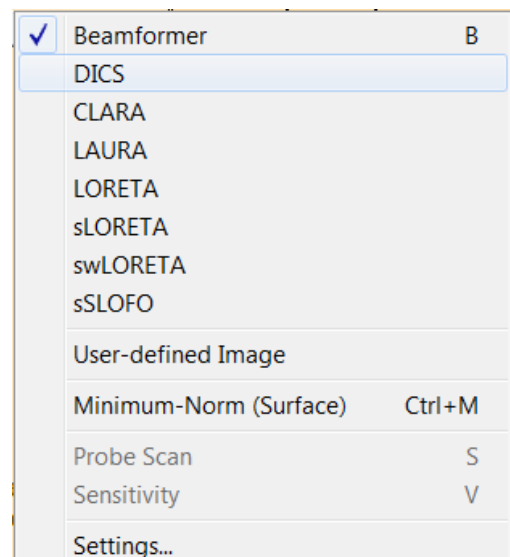 Beamformer B
DICS
CLARA
LAURA
LORETA
sLORETA
swLORETA
sSLOFO
User-defined Image
Minimum-Norm (Surface) Ctrl+M
Probe Scan S
Sensitivity V
Settings...